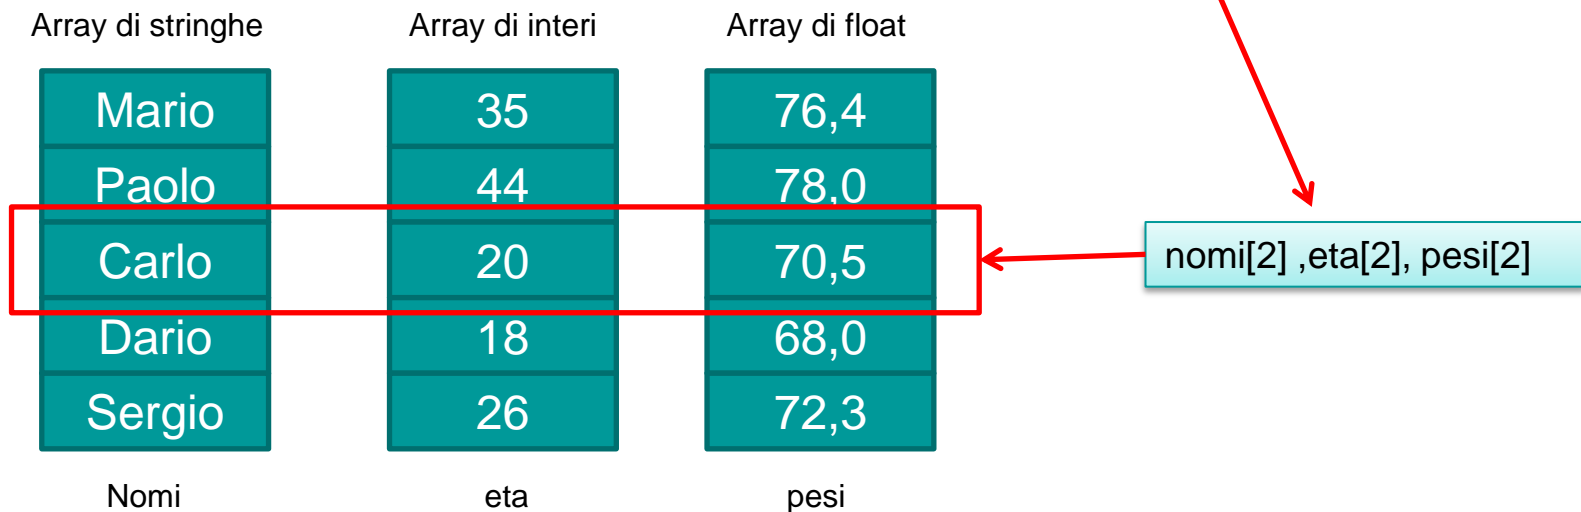 Array di stringhe Array di interi Array di float
Mario 35 76,4
Paolo 44 78,0
Carlo 20 70,5
nomi[2] ,eta[2], pesi[2]
Dario 18 68,0
Sergio 26 72,3
Nomi eta pesi